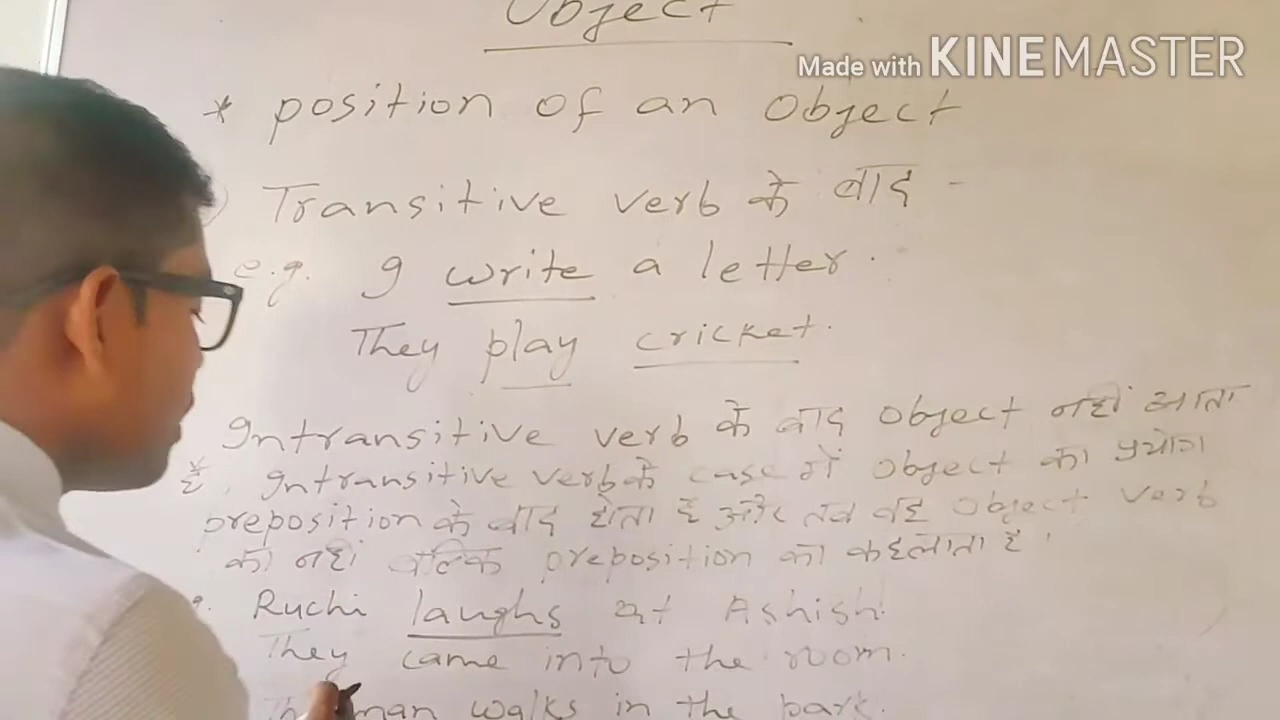 Object
Made with KINEMASTER
* position of an Object
) Transitive verb के बाद -
e.g. I write a letter.
They play cricket.
Intransitive verb के बाद object नहीं आता
है. Intransitive verb के case में object का प्रयोग
preposition के बाद होता है और तब वह object verb
का नहीं बल्कि preposition का कहलाता है।
Ruchi laughs at Ashish.
They came into the room.
man walks in the park.